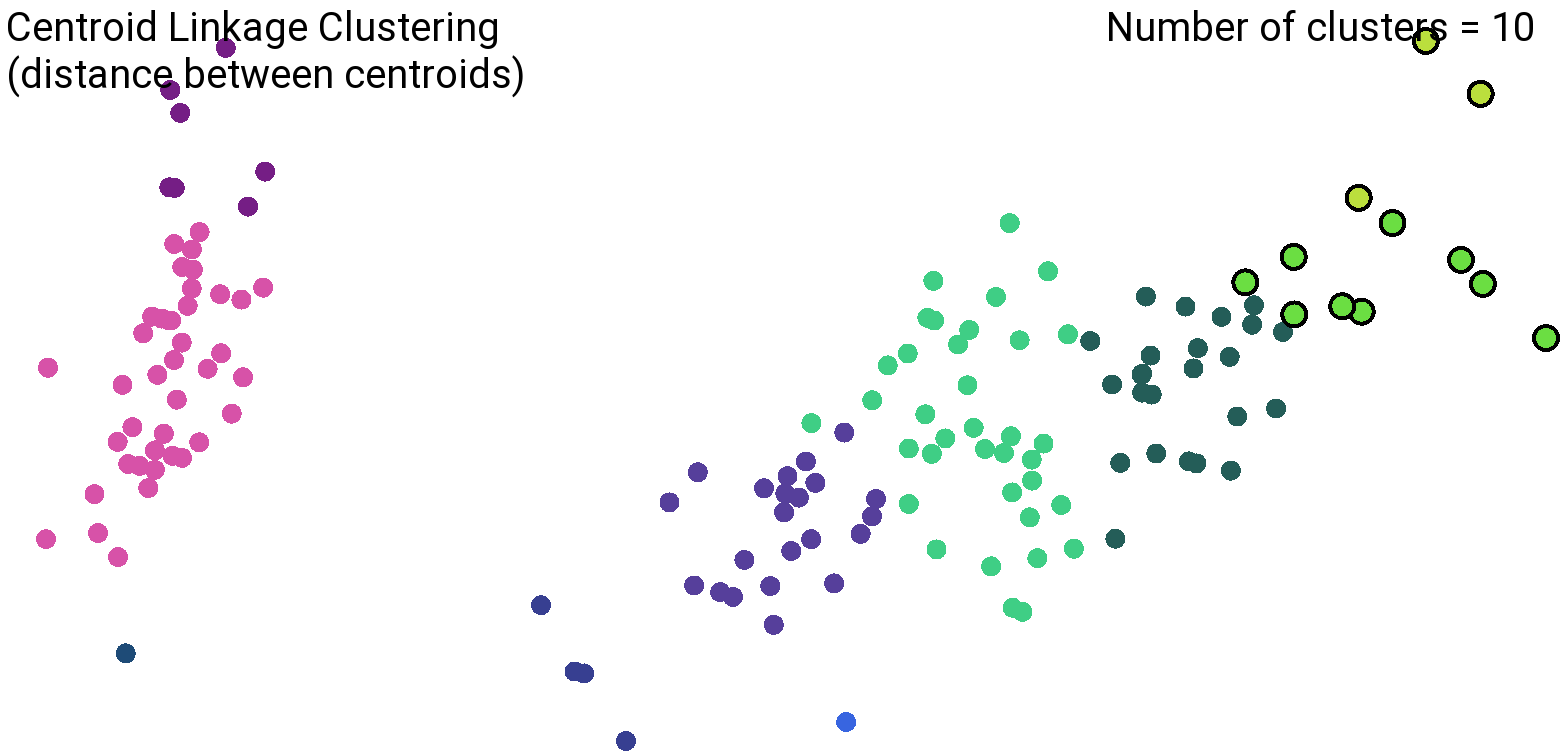 Centroid Linkage Clustering
(distance between centroids)
Number of clusters = 10